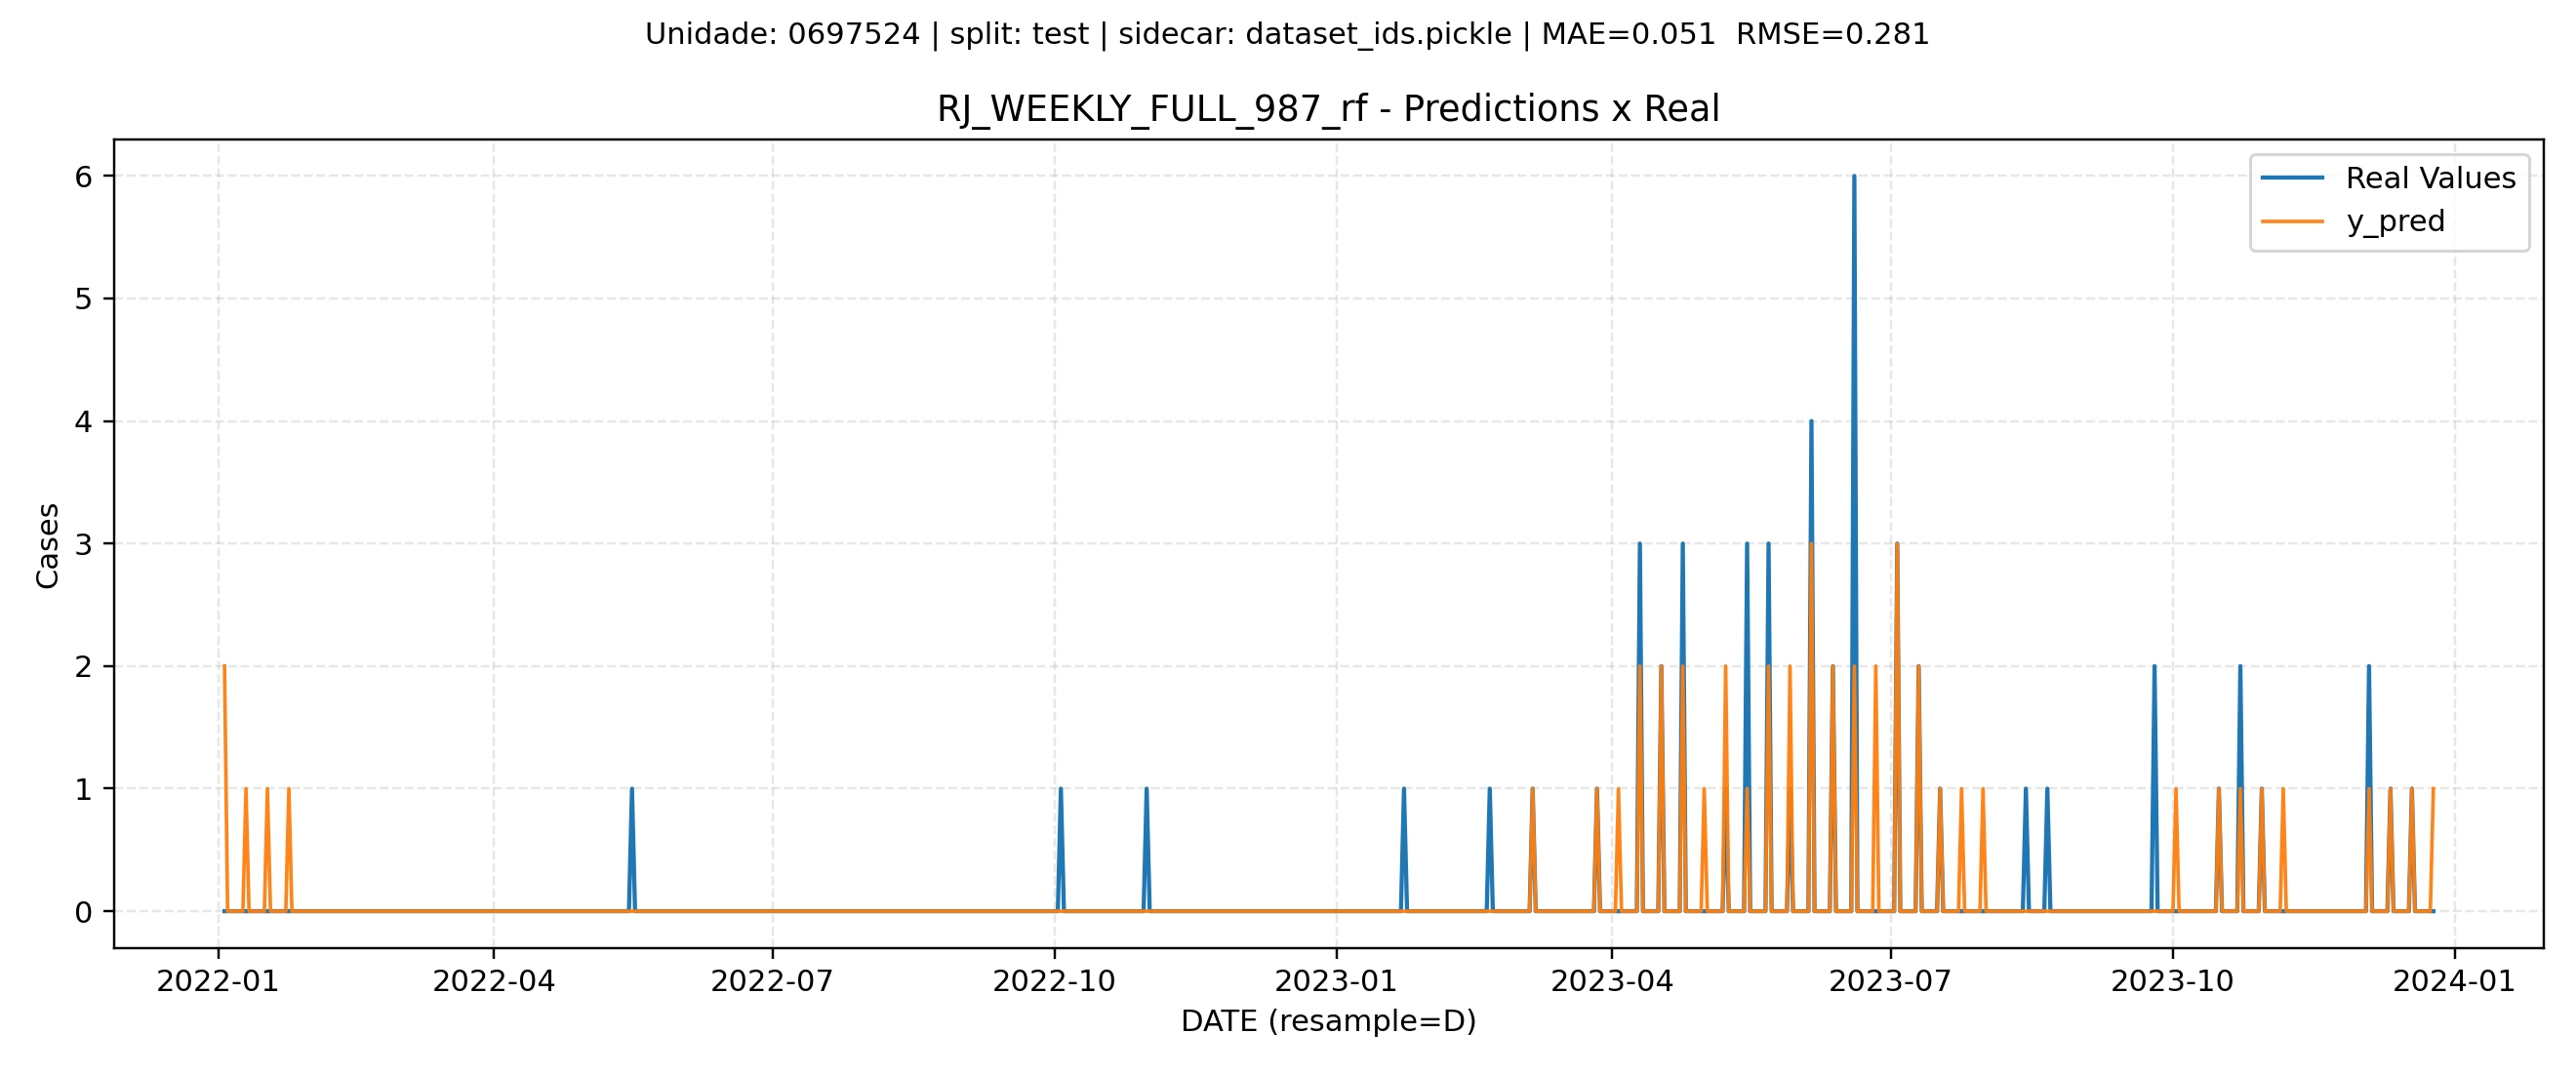 Unidade: 0697524 | split: test | sidecar: dataset_ids.pickle | MAE=0.051  RMSE=0.281
RJ_WEEKLY_FULL_987_rf - Predictions x Real
Real Values
y_pred
Cases
6
5
4
3
2
1
0
2022-01
2022-04
2022-07
2022-10
2023-01
2023-04
2023-07
2023-10
2024-01
DATE (resample=D)